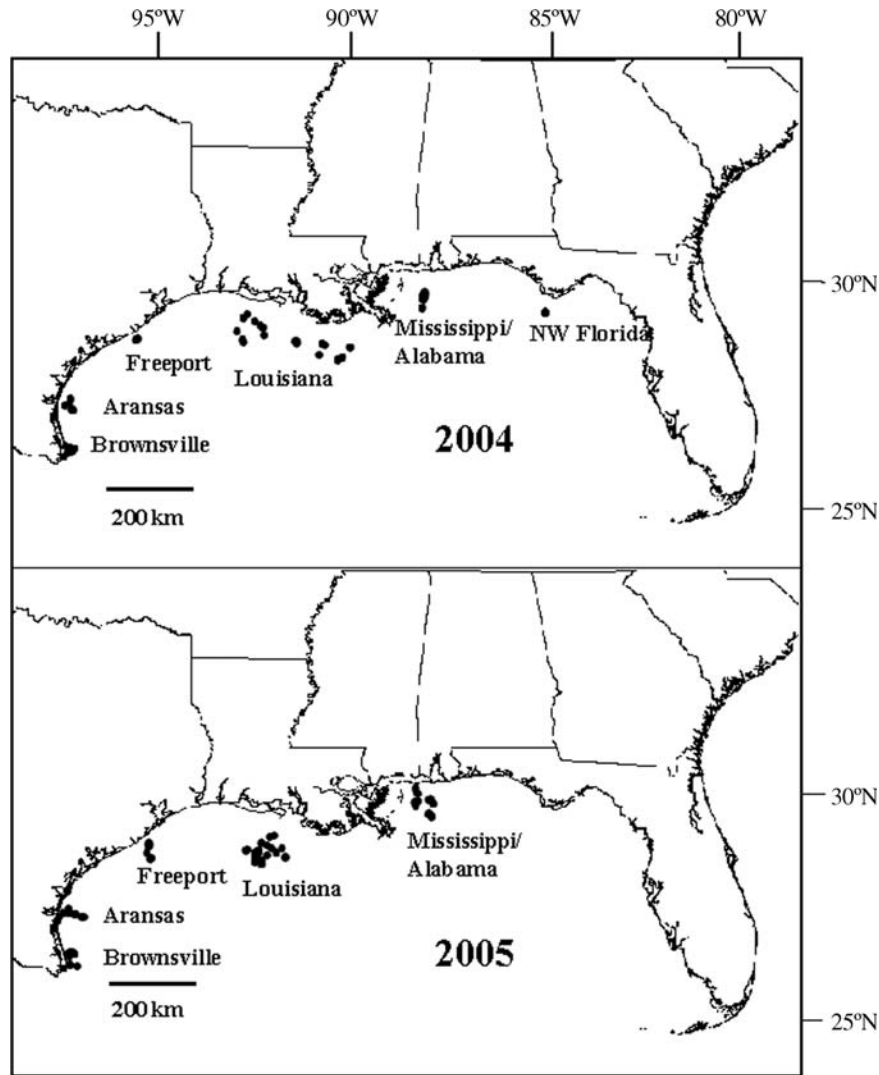 95ºW 90ºW 85ºW 80ºW
30ºN
Mississippi/
Alabama
NW Florida
Freeport
Louisiana
Aransas
Brownsville
2004
200 km
25ºN
30ºN
Mississippi/
Alabama
Freeport
Louisiana
Aransas
Brownsville
2005
200 km
25ºN